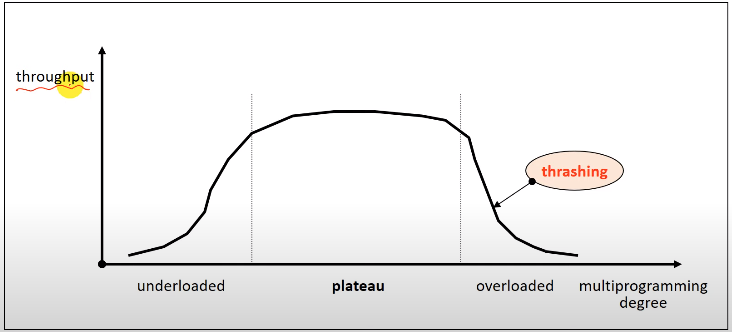 throughput
thrashing
underloaded
plateau
overloaded
multiprogramming
degree